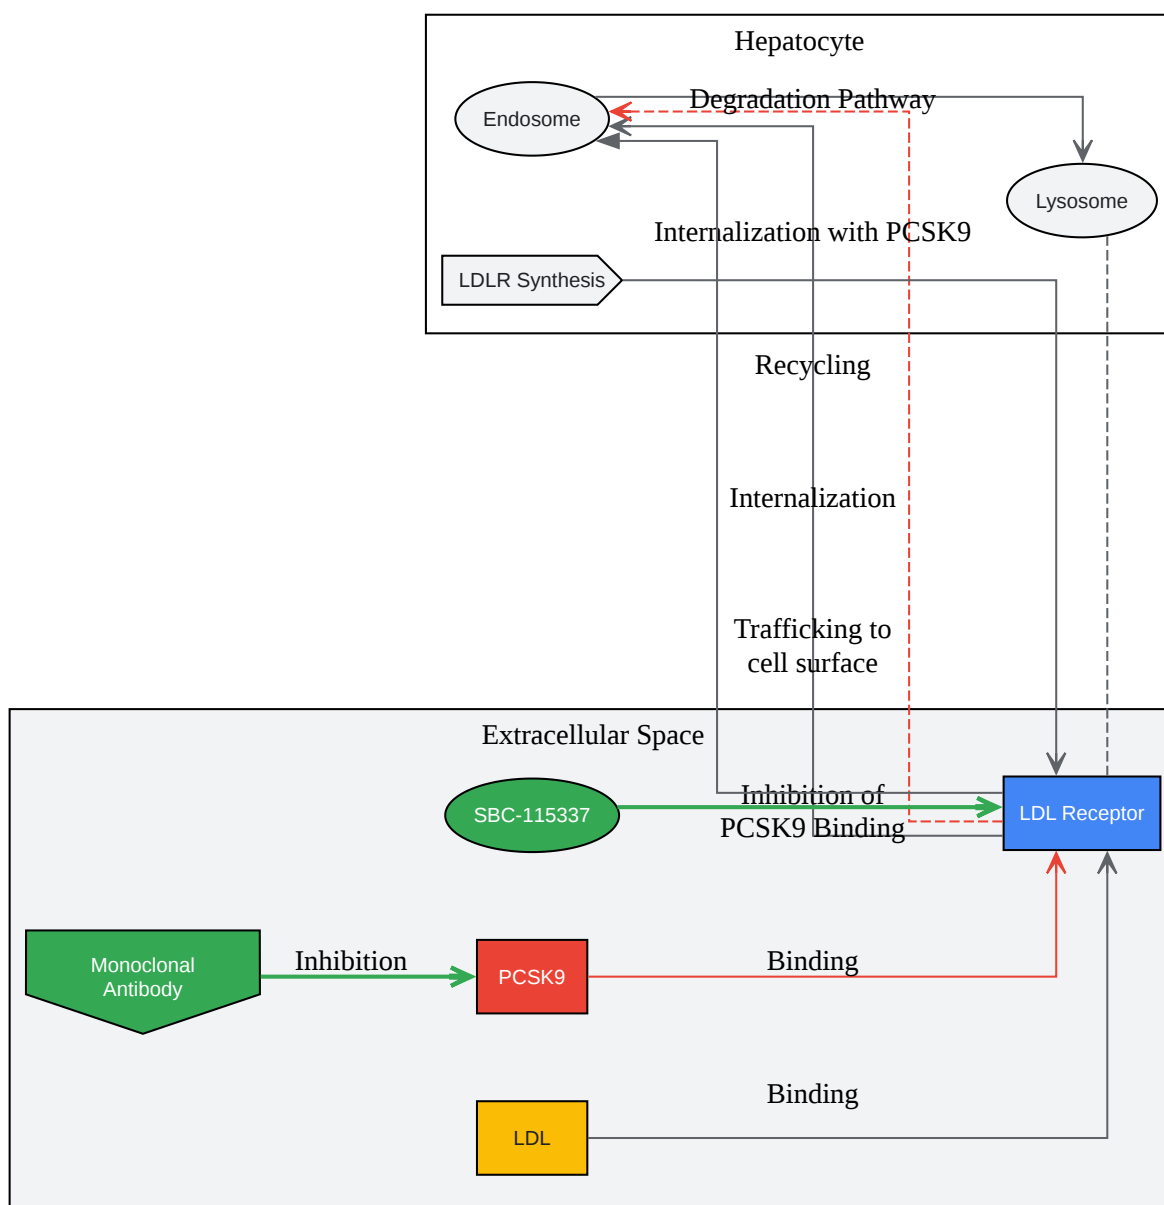 Hepatocyte
Degradation Pathway
Endosome
Lysosome
Internalization with PCSK9
LDLR Synthesis
Recycling
Internalization
Trafficking to
cell surface
Extracellular Space
Inhibition of
PCSK9 Binding
SBC-115337
LDL Receptor
Monoclonal
Antibody
Inhibition
PCSK9
Binding
Binding
LDL